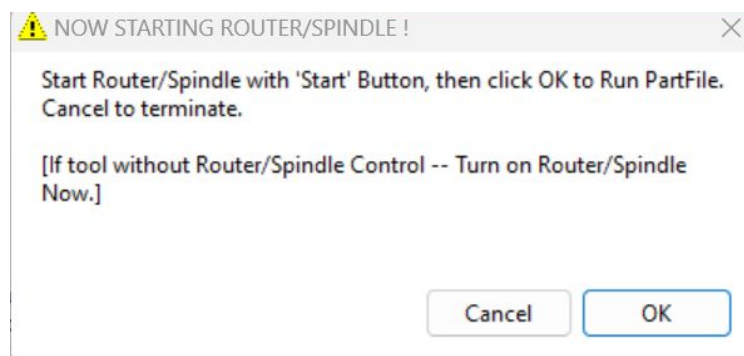 NOW STARTING ROUTER/SPINDLE !
Start Router/Spindle with 'Start' Button, then click OK to Run PartFile.
Cancel to terminate.
[If tool without Router/Spindle Control -- Turn on Router/Spindle
Now.]
Cancel
OK